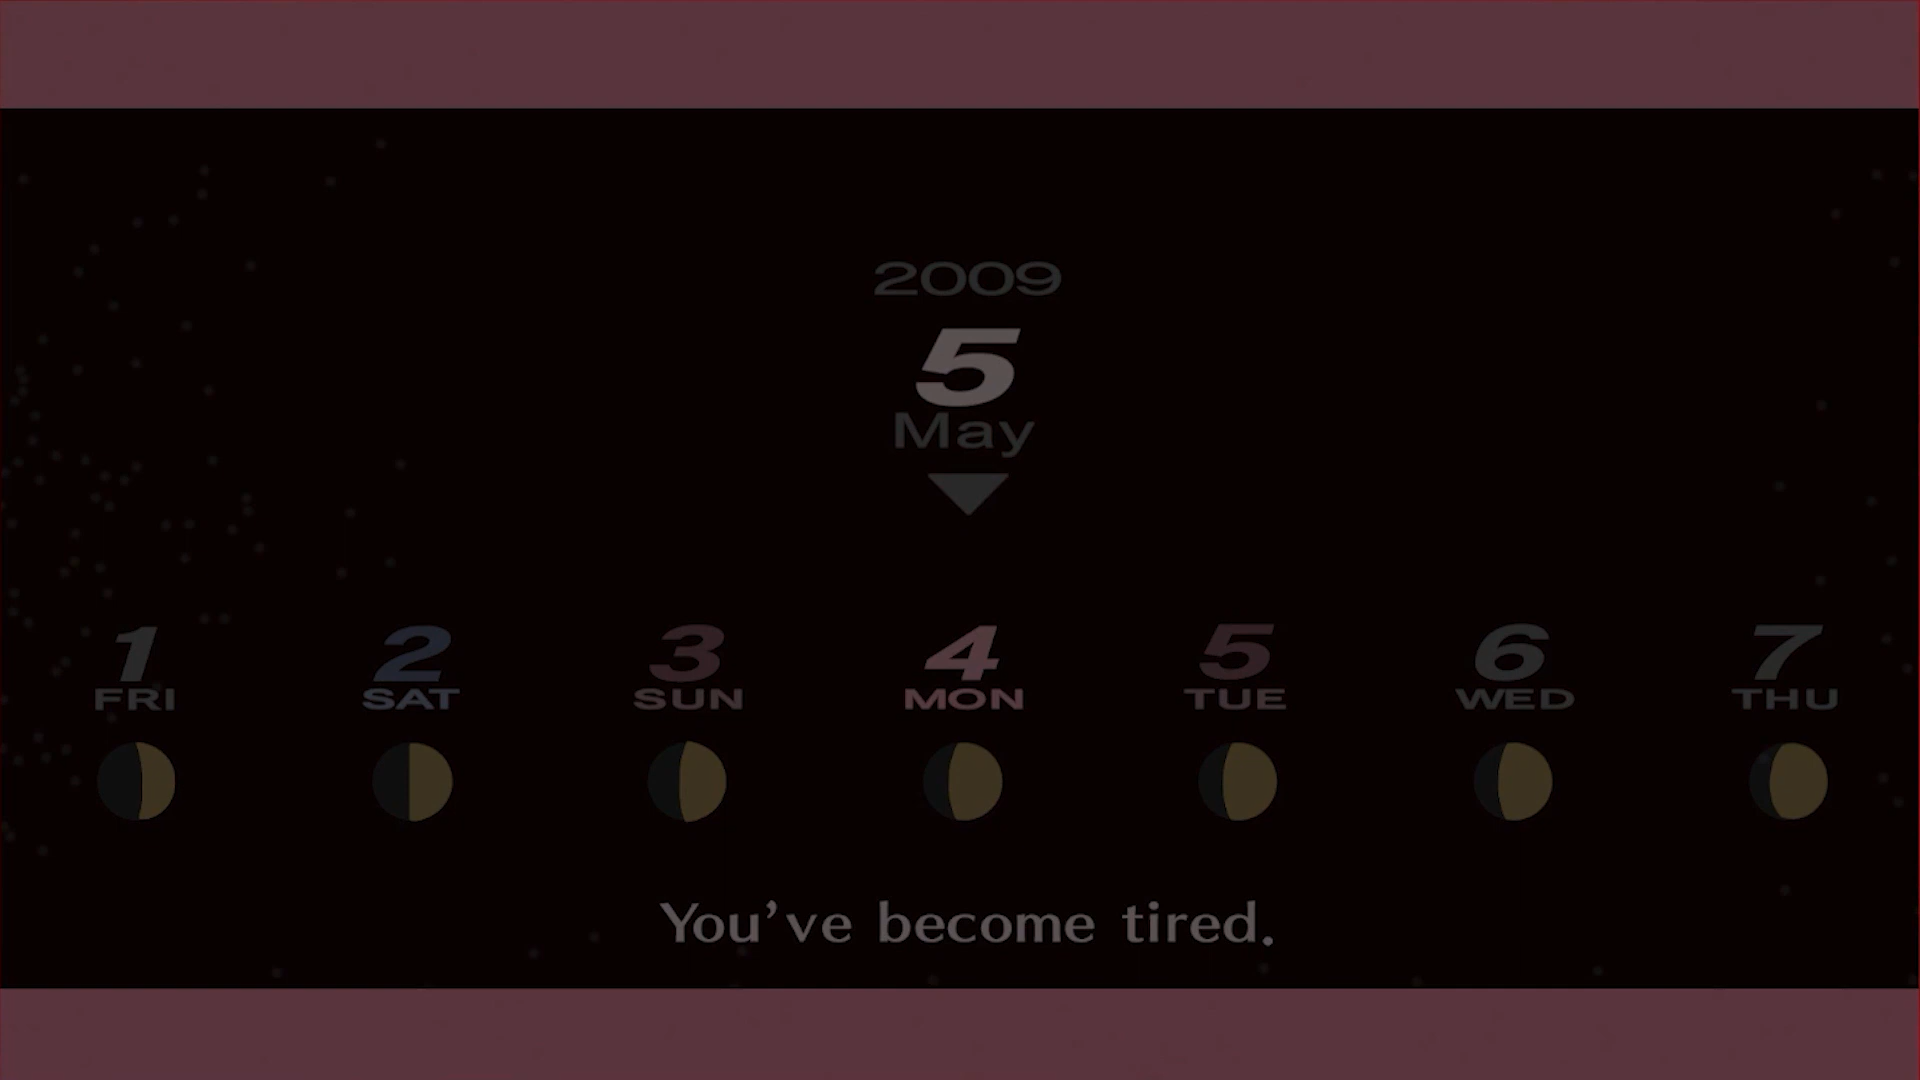 2009
5
May
1 2 3 4 5 6 7
FRI SAT SUN MON TUE WED THU
You've become tired.